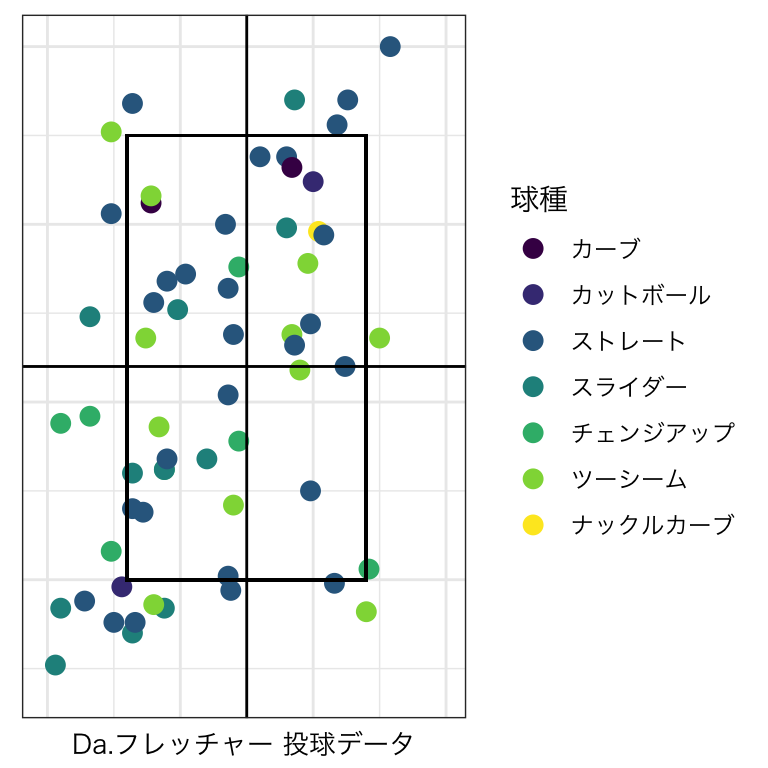 球種
カーブ
カットボール
ストレート
スライダー
チェンジアップ
ツーシーム
ナックルカーブ
Da.フレッチャー 投球データ